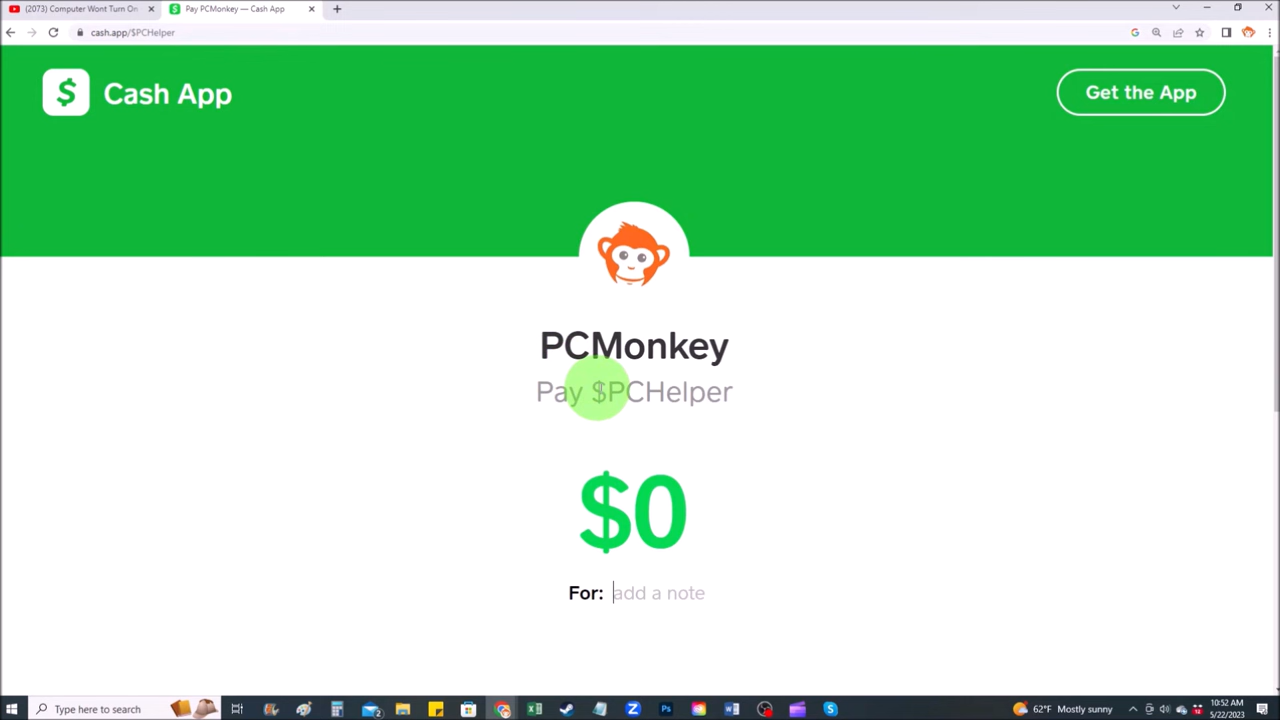 (2073) Computer Wont Turn On
Pay PCMonkey — Cash App
cash.app/$PCHelper
$ Cash App
Get the App
PCMonkey
Pay $PCHelper
$0
For: add a note
Type here to search
62°F Mostly sunny
10:52 AM
5/22/2023